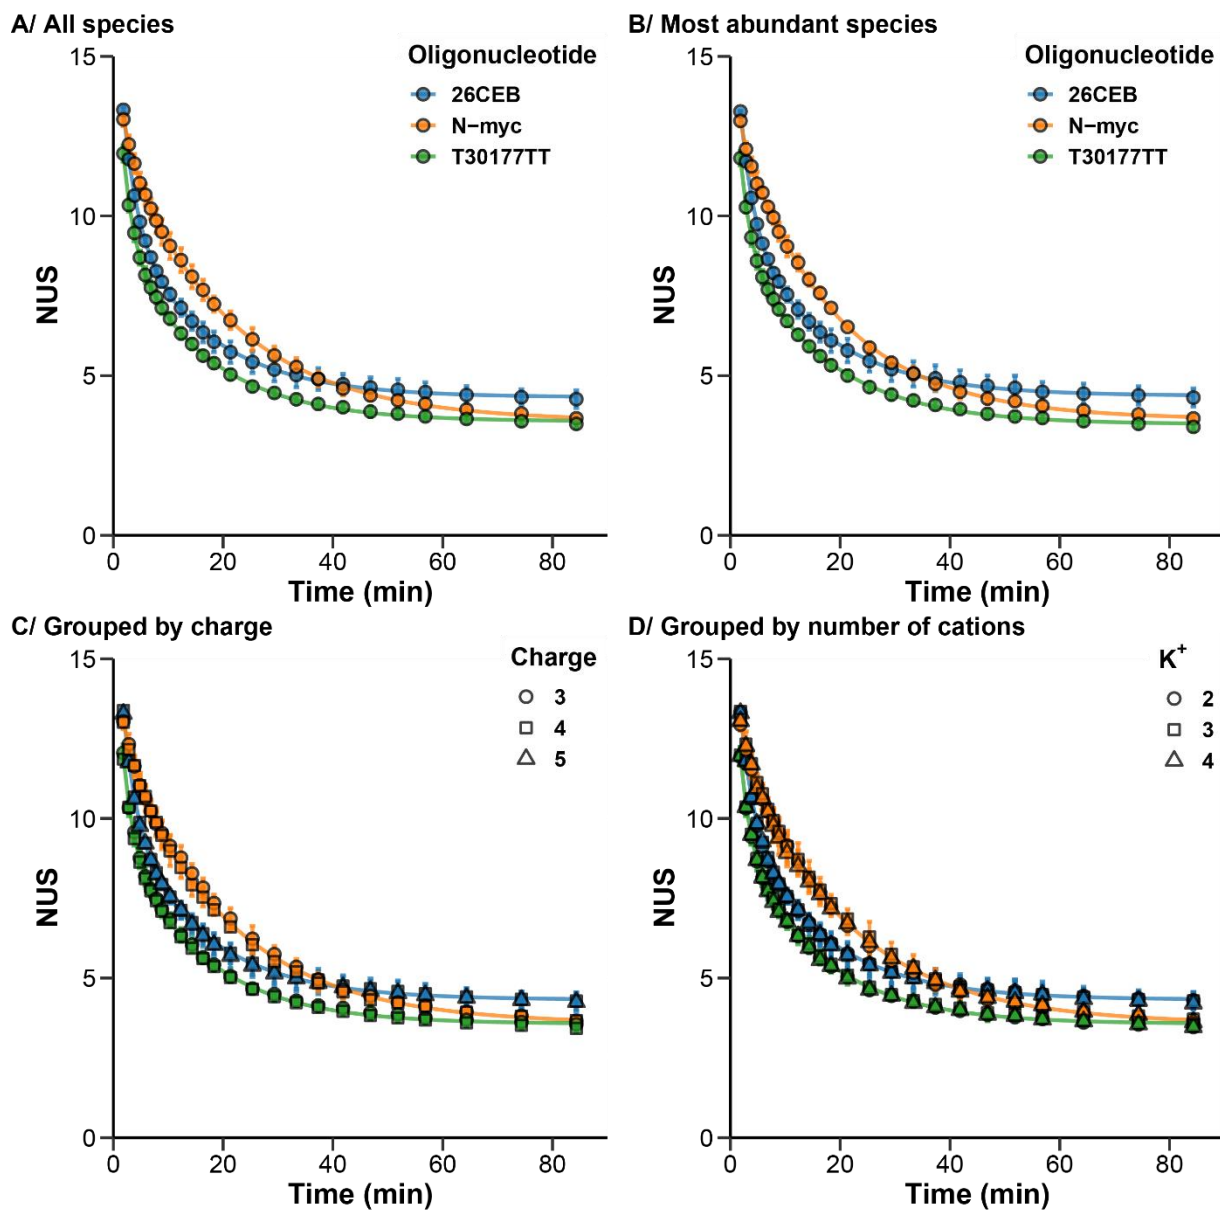 A/ All species
Oligonucleotide
26CEB
N−myc
T30177TT
15
10
5
0
NUS
0 20 40 60 80
Time (min)
B/ Most abundant species
Oligonucleotide
26CEB
N−myc
T30177TT
15
10
5
0
NUS
0 20 40 60 80
Time (min)
C/ Grouped by charge
Charge
3
4
5
15
10
5
0
NUS
0 20 40 60 80
Time (min)
D/ Grouped by number of cations
K⁺
2
3
4
15
10
5
0
NUS
0 20 40 60 80
Time (min)